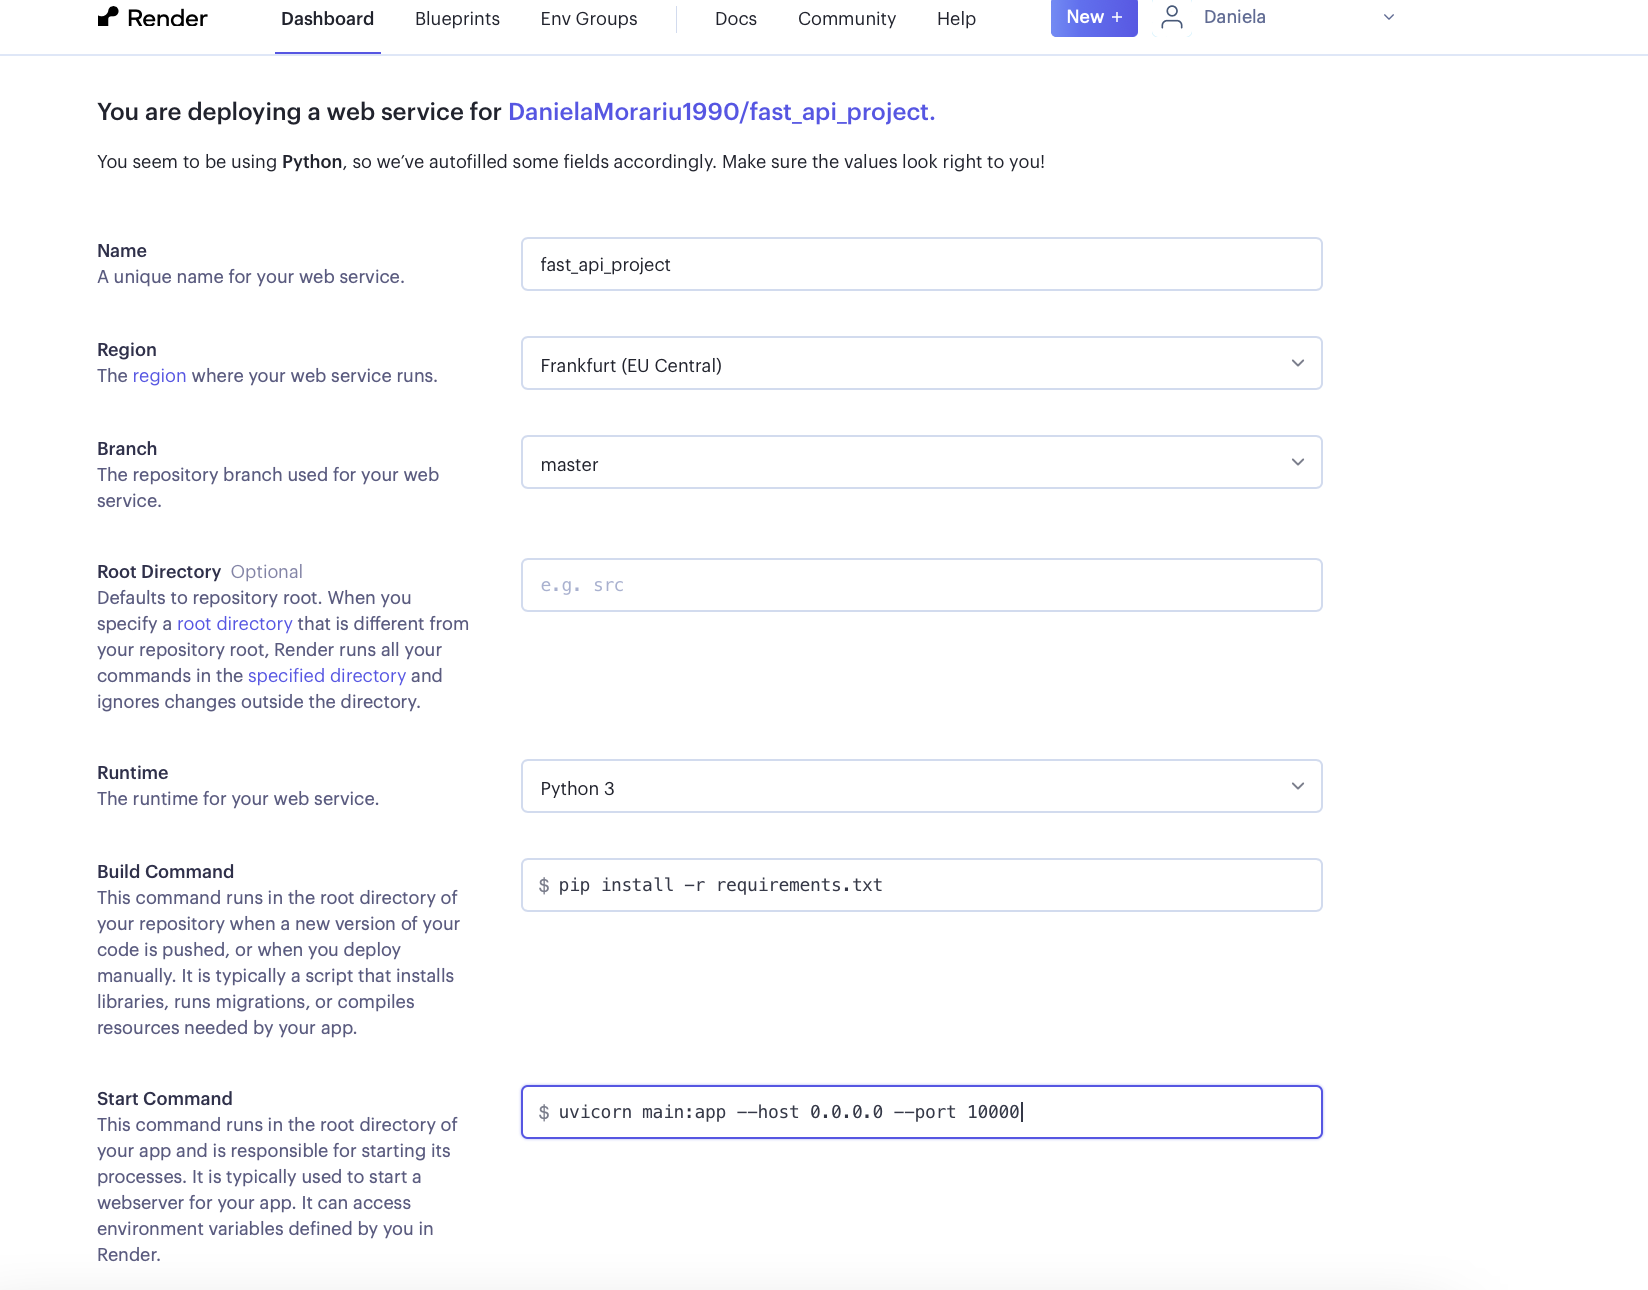 Render
Dashboard Blueprints Env Groups Docs Community Help New + Daniela
You are deploying a web service for DanielaMorariu1990/fast_api_project.
You seem to be using Python, so we’ve autofilled some fields accordingly. Make sure the values look right to you!
Name
A unique name for your web service.
fast_api_project
Region
The region where your web service runs.
Frankfurt (EU Central)
Branch
The repository branch used for your web
service.
master
Root Directory Optional
Defaults to repository root. When you
specify a root directory that is different from
your repository root, Render runs all your
commands in the specified directory and
ignores changes outside the directory.
e.g. src
Runtime
The runtime for your web service.
Python 3
Build Command
This command runs in the root directory of
your repository when a new version of your
code is pushed, or when you deploy
manually. It is typically a script that installs
libraries, runs migrations, or compiles
resources needed by your app.
$ pip install -r requirements.txt
Start Command
This command runs in the root directory of
your app and is responsible for starting its
processes. It is typically used to start a
webserver for your app. It can access
environment variables defined by you in
Render.
$ uvicorn main:app --host 0.0.0.0 --port 10000